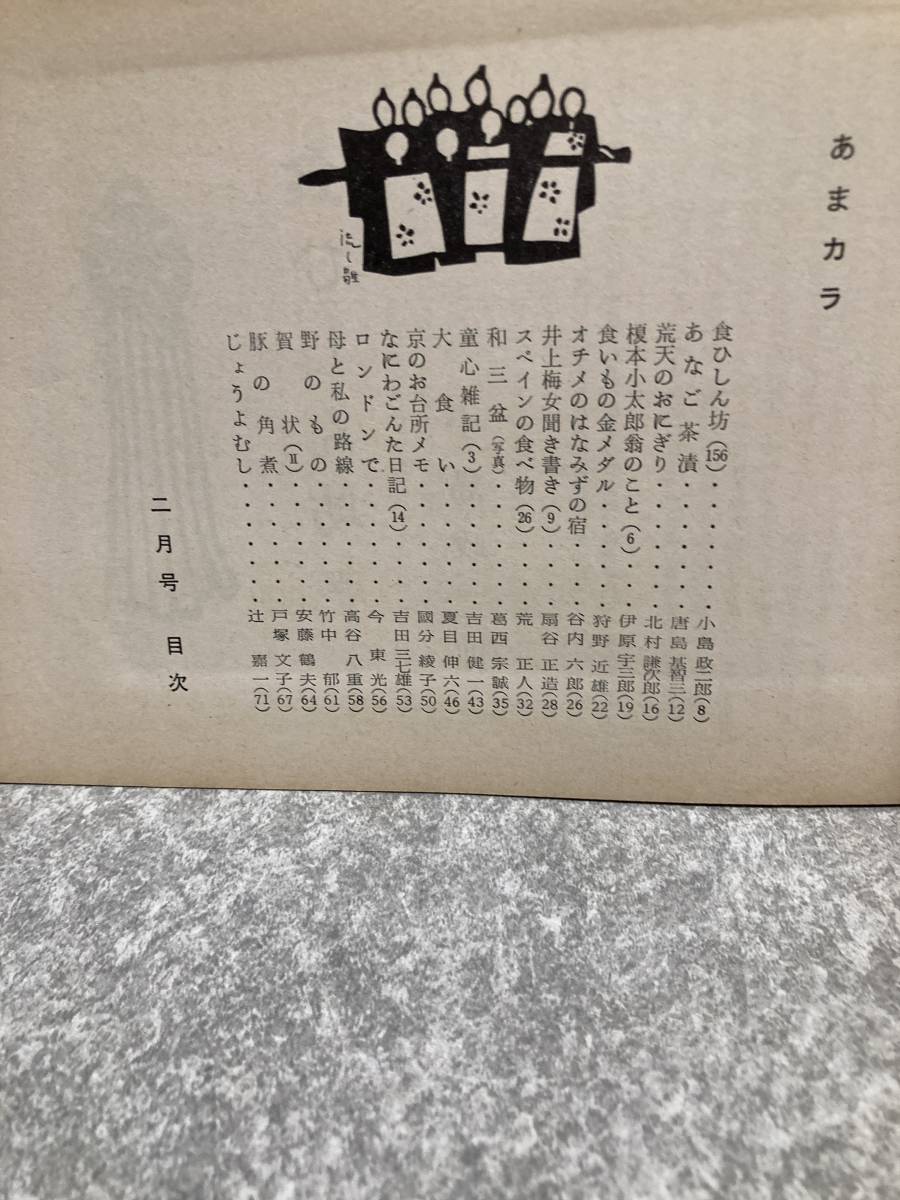 あまカラ
流し雛
食ひしん坊(156)・・・・・小島政二郎(8)
あなご茶漬・・・・・唐島基智三(12)
荒天のおにぎり・・・・・北村謙次郎(16)
榎本小太郎翁のこと(6)・・伊原宇三郎(19)
食いもの金メダル・・・・・狩野近雄(22)
オチメのはなみずの宿・・・谷内六郎(26)
井上梅女聞き書き(9)・・・扇谷正造(28)
スペインの食べ物(26)・・・荒正人(32)
和三盆(写真)・・・・・葛西宗誠(35)
童心雑記(3)・・・・・吉田健一(43)
大食い・・・・・夏目伸六(46)
京のお台所メモ・・・・・國分綾子(50)
なにわごんた日記(14)・・・吉田三七雄(53)
ロンドンで・・・・・今東光(56)
母と私の路線・・・・・高谷八重(58)
野のもの・・・・・竹中郁(61)
賀状(II)・・・・・安藤鶴夫(64)
豚の角煮・・・・・戸塚文子(67)
じょうよむし・・・・・辻嘉一(71)
二月号 目次